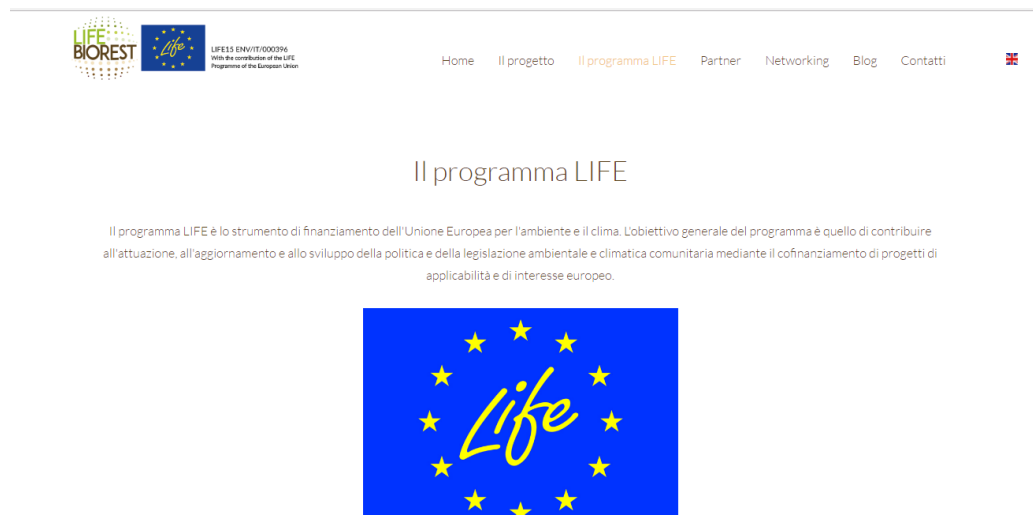 LIFE
BIOREST
Life
LIFE15 ENV/IT/000396
With the contribution of the LIFE
Programme of the European Union
Home Il progetto Il programma LIFE Partner Networking Blog Contatti
Il programma LIFE
Il programma LIFE è lo strumento di finanziamento dell'Unione Europea per l'ambiente e il clima. L'obiettivo generale del programma è quello di contribuire
all'attuazione, all'aggiornamento e allo sviluppo della politica e della legislazione ambientale e climatica comunitaria mediante il cofinanziamento di progetti di
applicabilità e di interesse europeo.
Life